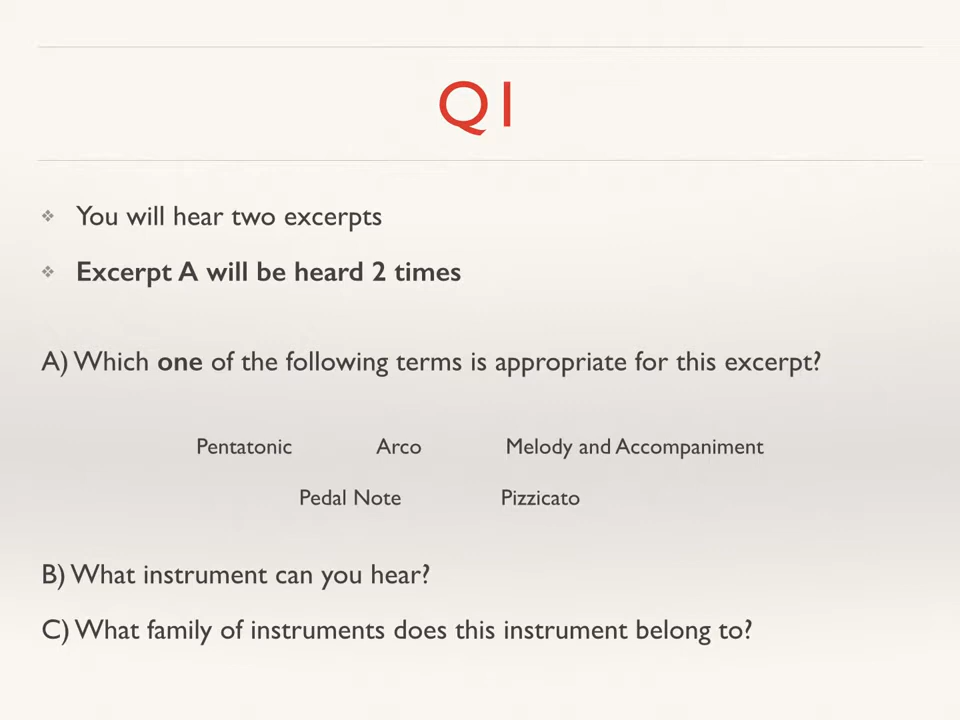 Q1
You will hear two excerpts
Excerpt A will be heard 2 times
A) Which one of the following terms is appropriate for this excerpt?
Pentatonic Arco Melody and Accompaniment
Pedal Note Pizzicato
B) What instrument can you hear?
C) What family of instruments does this instrument belong to?